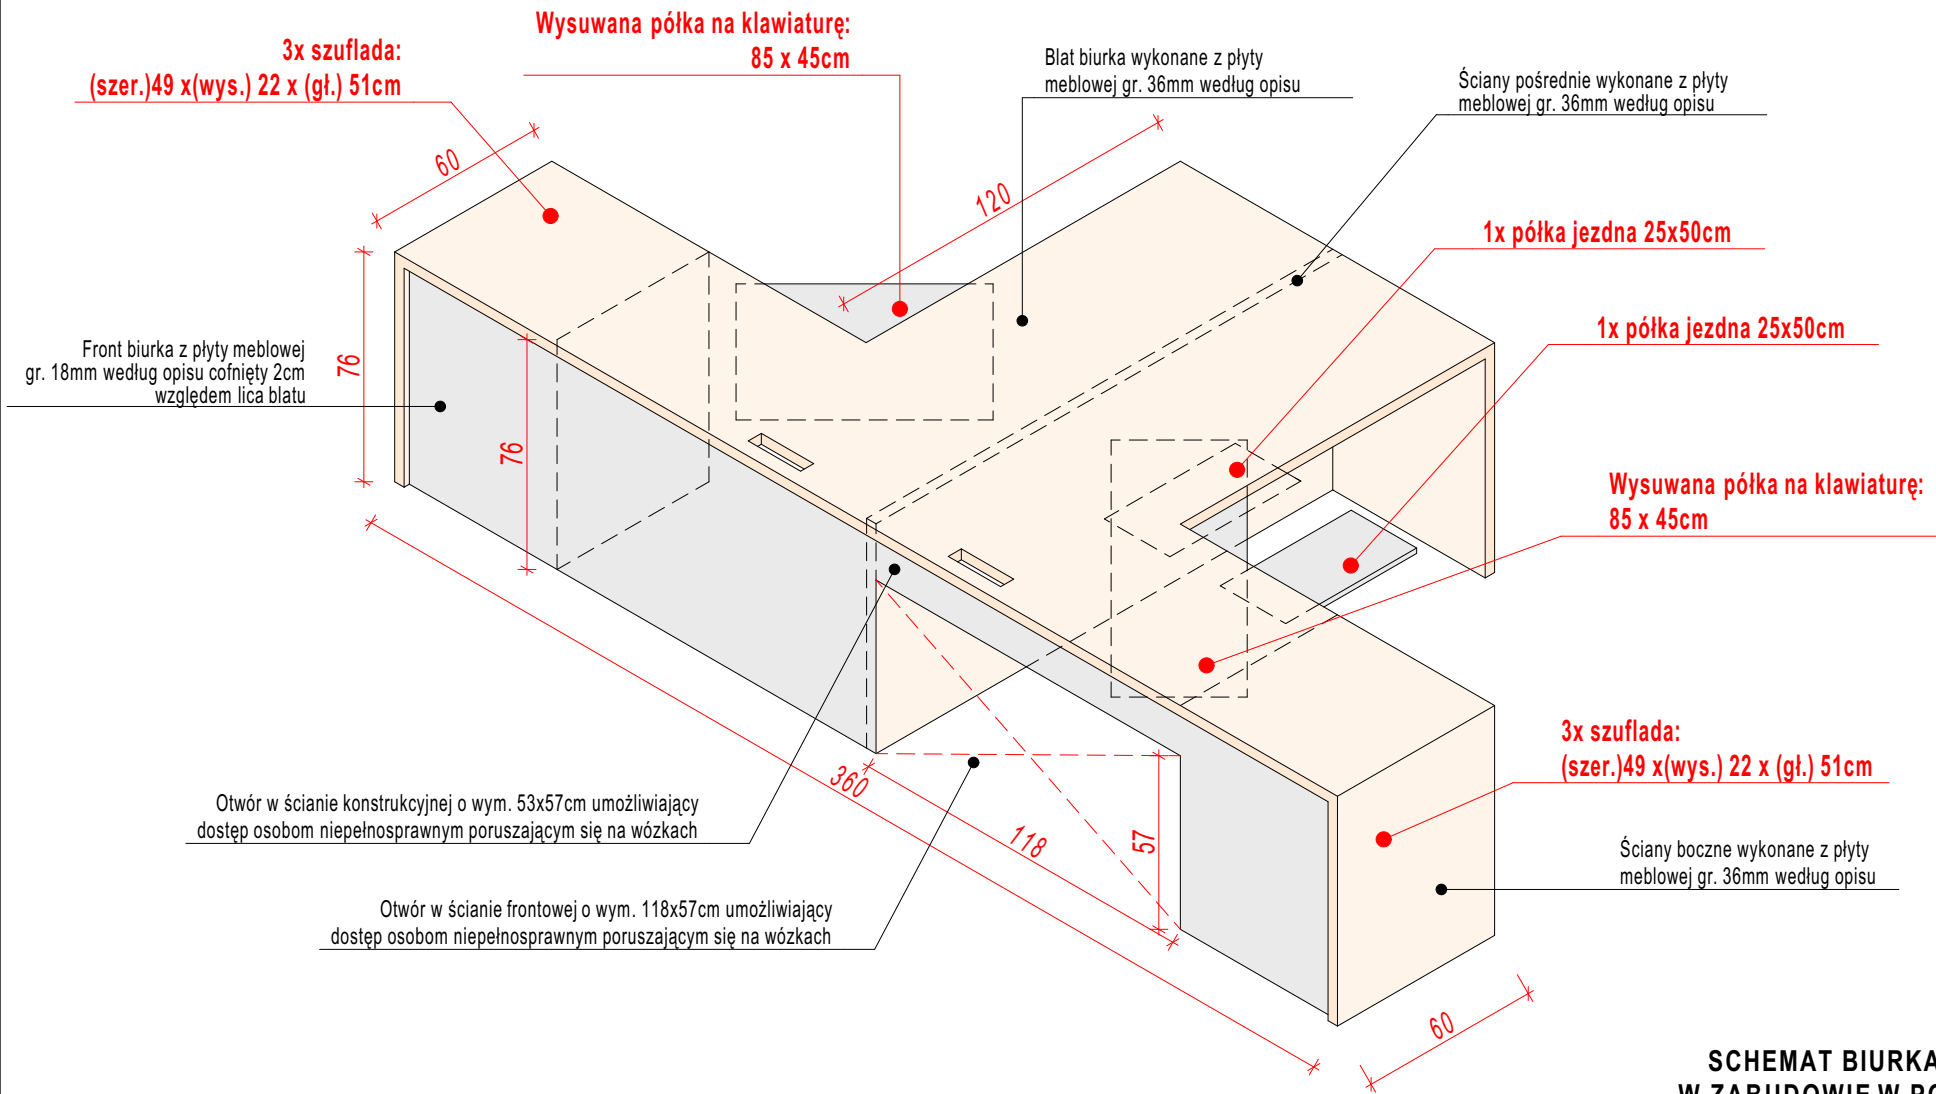 Wysuwana półka na klawiaturę:
85 x 45cm
3x szuflada:
(szer.)49 x(wys.) 22 x (gł.) 51cm
Blat biurka wykonane z płyty
meblowej gr. 36mm według opisu
Ściany pośrednie wykonane z płyty
meblowej gr. 36mm według opisu
60
120
1x półka jezdna 25x50cm
1x półka jezdna 25x50cm
Front biurka z płyty meblowej
gr. 18mm według opisu cofnięty 2cm
względem lica blatu
76
76
Wysuwana półka na klawiaturę:
85 x 45cm
3x szuflada:
(szer.)49 x(wys.) 22 x (gł.) 51cm
360
118
57
Otwór w ścianie konstrukcyjnej o wym. 53x57cm umożliwiający
dostęp osobom niepełnosprawnym poruszającym się na wózkach
Ściany boczne wykonane z płyty
meblowej gr. 36mm według opisu
Otwór w ścianie frontowej o wym. 118x57cm umożliwiający
dostęp osobom niepełnosprawnym poruszającym się na wózkach
60
SCHEMAT BIURKA
W ZABUDOWIE W